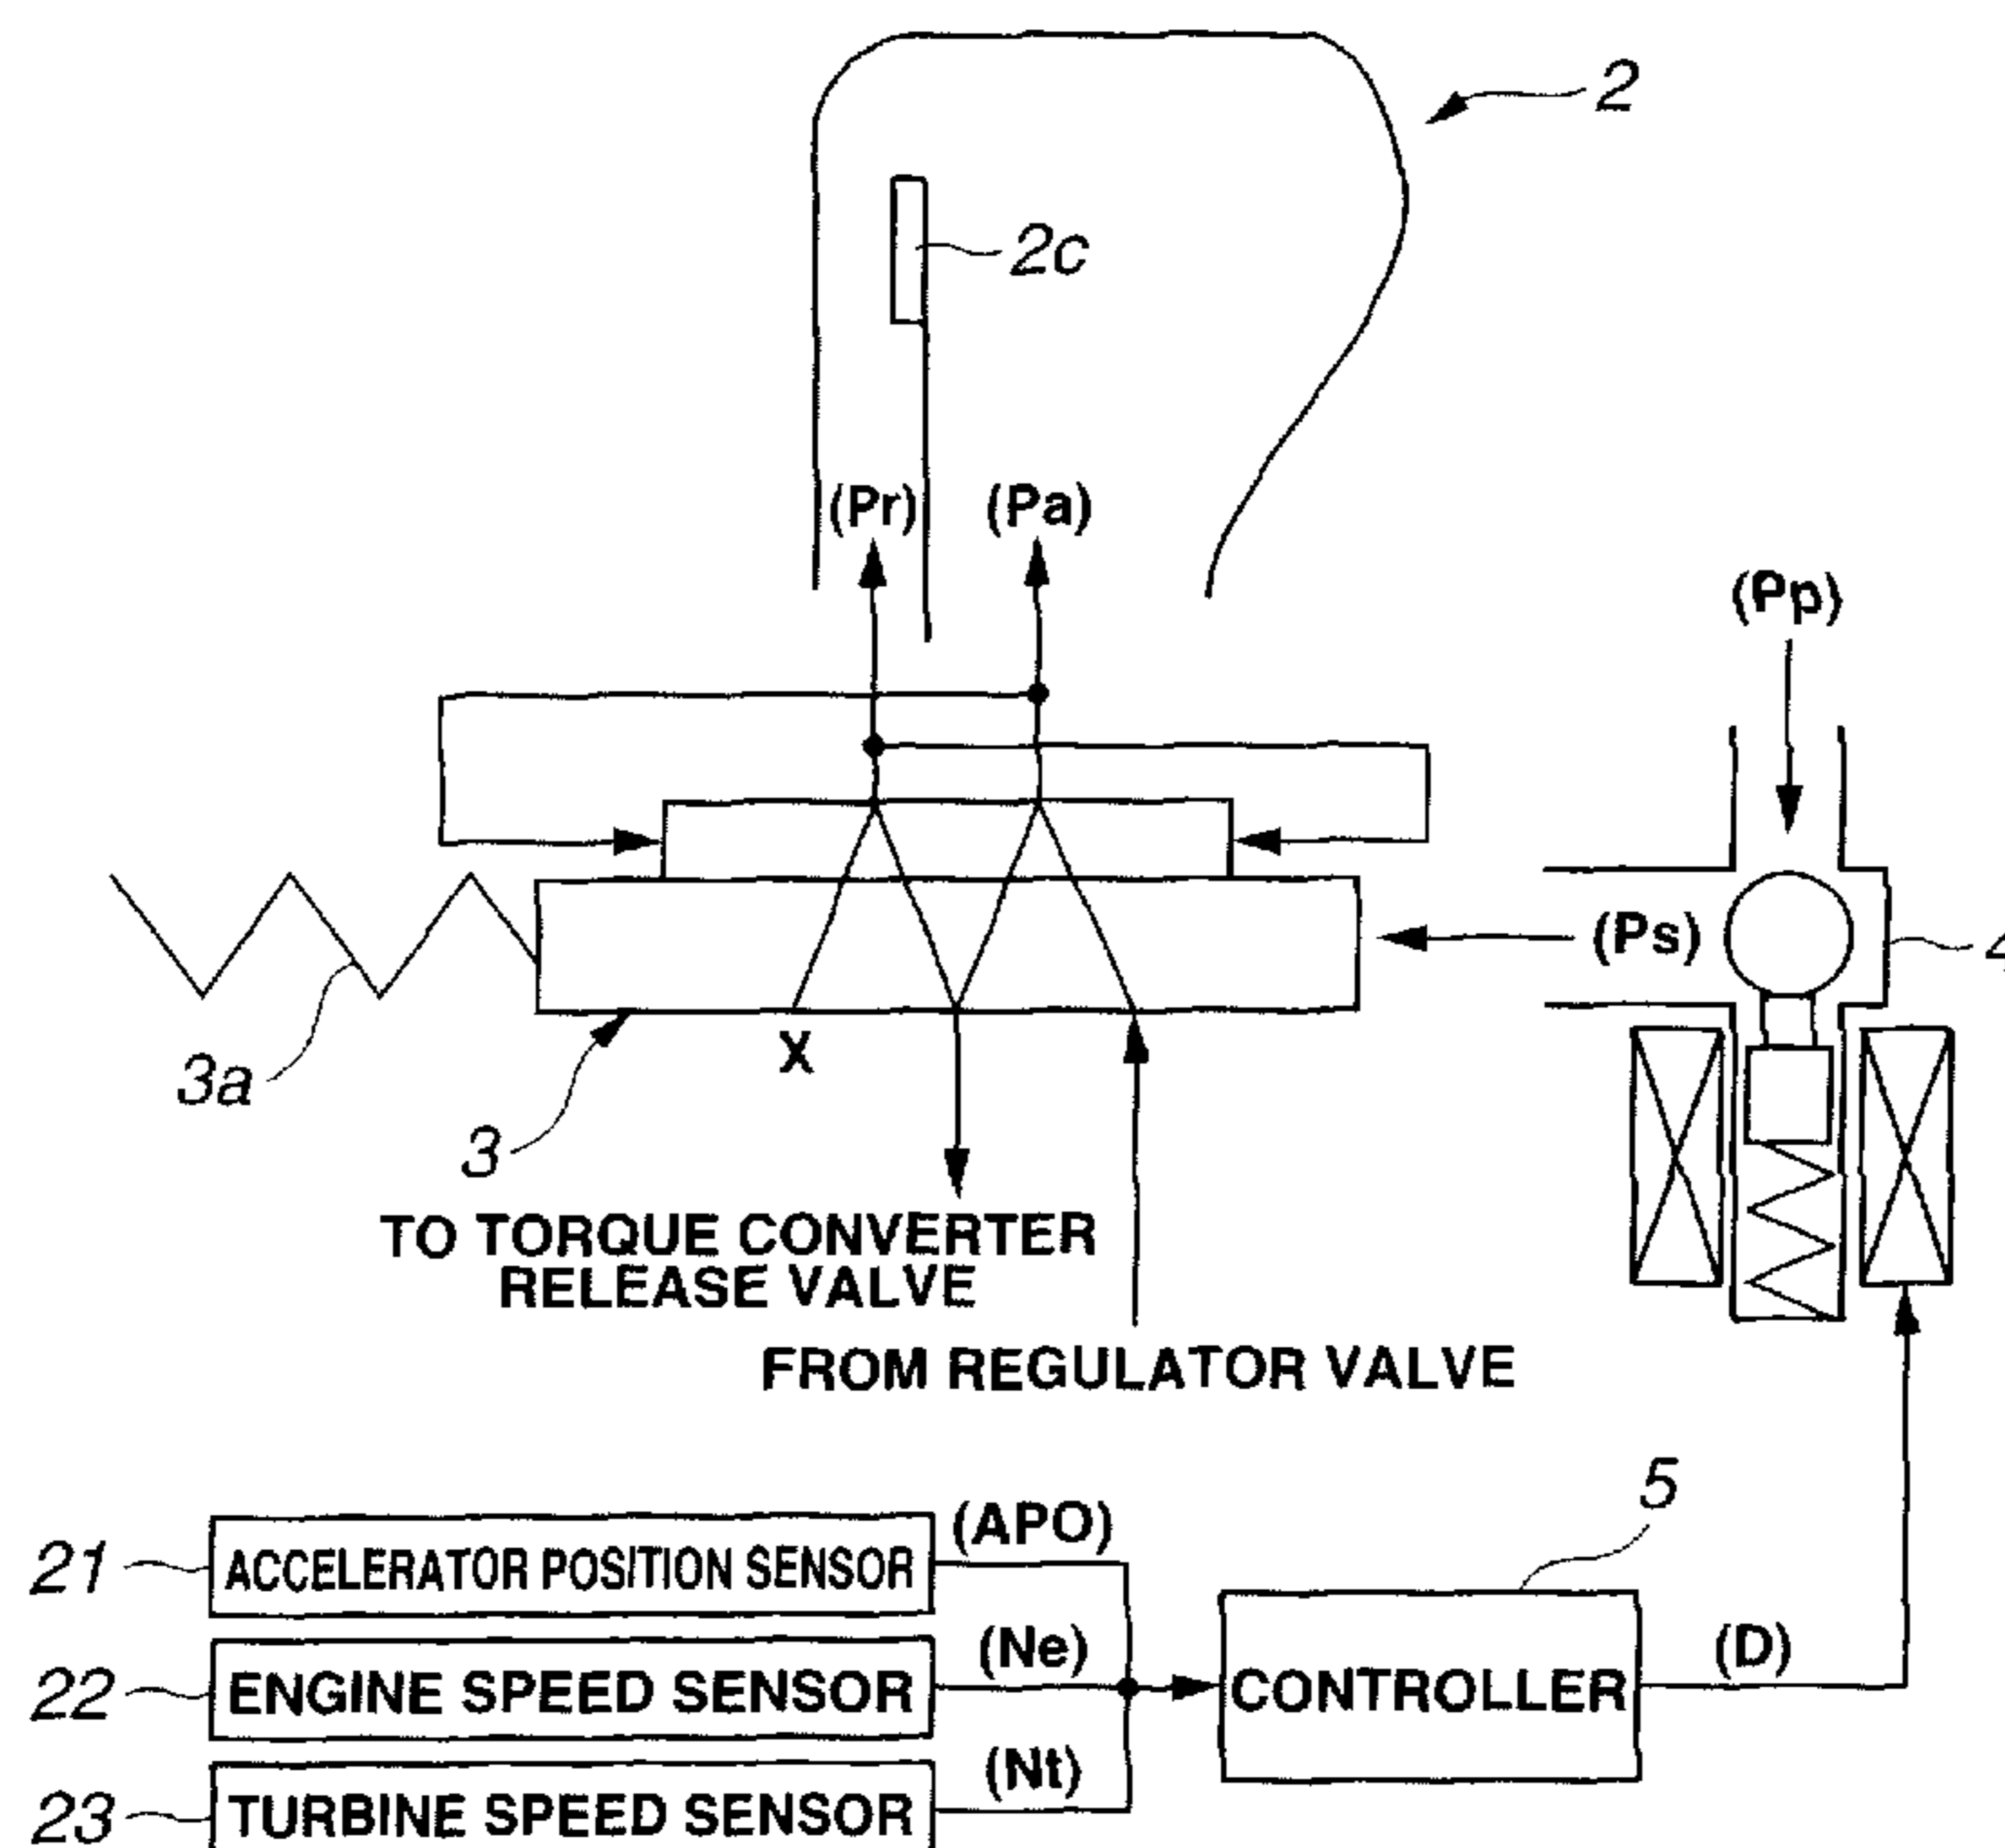 2
2c
(Pr)
(Pa)
(Pp)
(Ps)
4
3a
3
X
TO TORQUE CONVERTER
RELEASE VALVE
FROM REGULATOR VALVE
5
21
ACCELERATOR POSITION SENSOR
(APO)
22
ENGINE SPEED SENSOR
(Ne)
CONTROLLER
(D)
23
TURBINE SPEED SENSOR
(Nt)